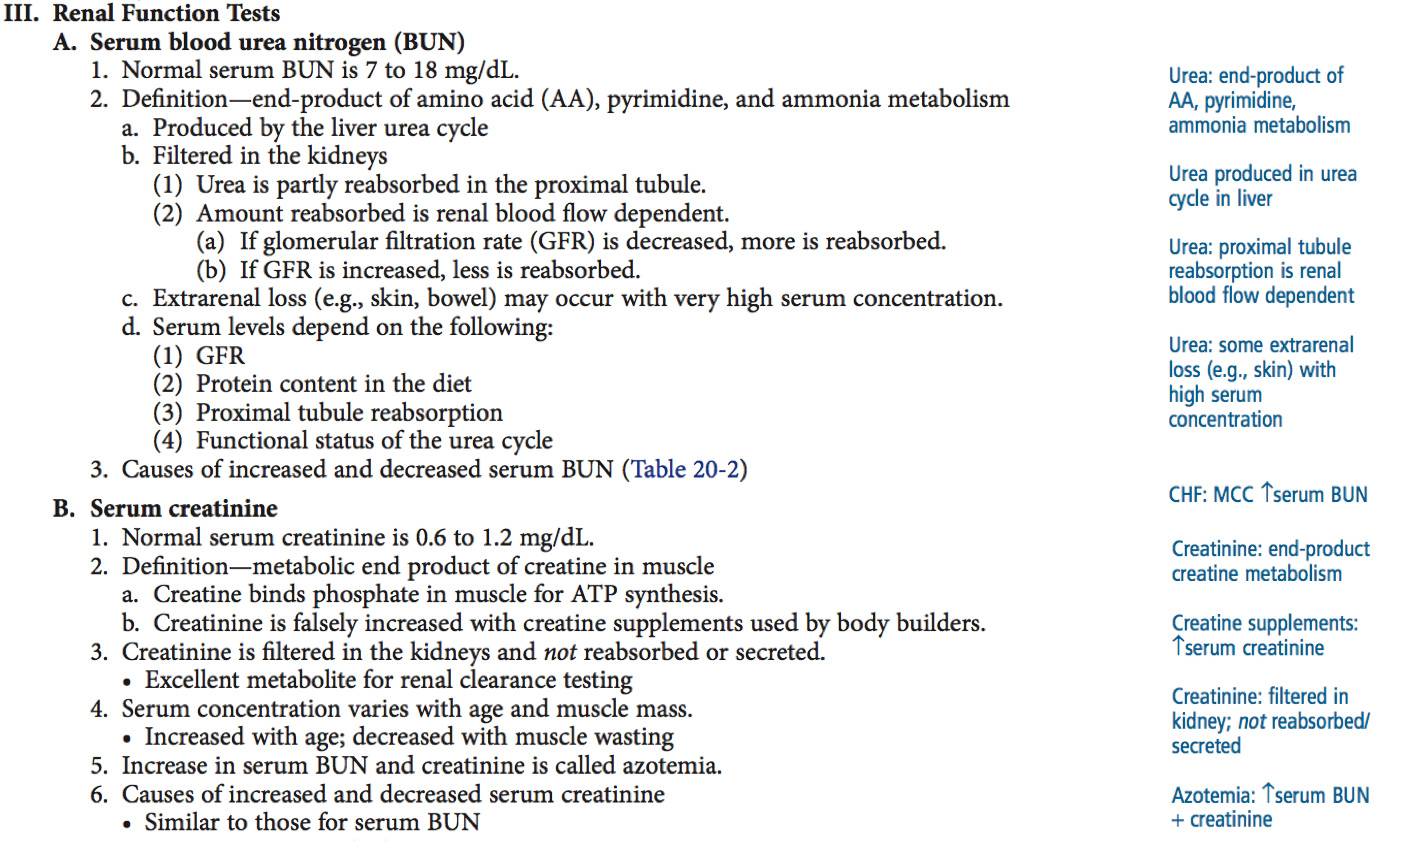 III. Renal Function Tests
A. Serum blood urea nitrogen (BUN)
1. Normal serum BUN is 7 to 18 mg/dL.
2. Definition—end-product of amino acid (AA), pyrimidine, and ammonia metabolism
a. Produced by the liver urea cycle
b. Filtered in the kidneys
(1) Urea is partly reabsorbed in the proximal tubule.
(2) Amount reabsorbed is renal blood flow dependent.
(a) If glomerular filtration rate (GFR) is decreased, more is reabsorbed.
(b) If GFR is increased, less is reabsorbed.
c. Extrarenal loss (e.g., skin, bowel) may occur with very high serum concentration.
d. Serum levels depend on the following:
(1) GFR
(2) Protein content in the diet
(3) Proximal tubule reabsorption
(4) Functional status of the urea cycle
3. Causes of increased and decreased serum BUN (Table 20-2)
B. Serum creatinine
1. Normal serum creatinine is 0.6 to 1.2 mg/dL.
2. Definition—metabolic end product of creatine in muscle
a. Creatine binds phosphate in muscle for ATP synthesis.
b. Creatinine is falsely increased with creatine supplements used by body builders.
3. Creatinine is filtered in the kidneys and not reabsorbed or secreted.
• Excellent metabolite for renal clearance testing
4. Serum concentration varies with age and muscle mass.
• Increased with age; decreased with muscle wasting
5. Increase in serum BUN and creatinine is called azotemia.
6. Causes of increased and decreased serum creatinine
• Similar to those for serum BUN
Urea: end-product of
AA, pyrimidine,
ammonia metabolism
Urea produced in urea
cycle in liver
Urea: proximal tubule
reabsorption is renal
blood flow dependent
Urea: some extrarenal
loss (e.g., skin) with
high serum
concentration
CHF: MCC ↑serum BUN
Creatinine: end-product
creatine metabolism
Creatine supplements:
↑serum creatinine
Creatinine: filtered in
kidney; not reabsorbed/
secreted
Azotemia: ↑serum BUN
+ creatinine